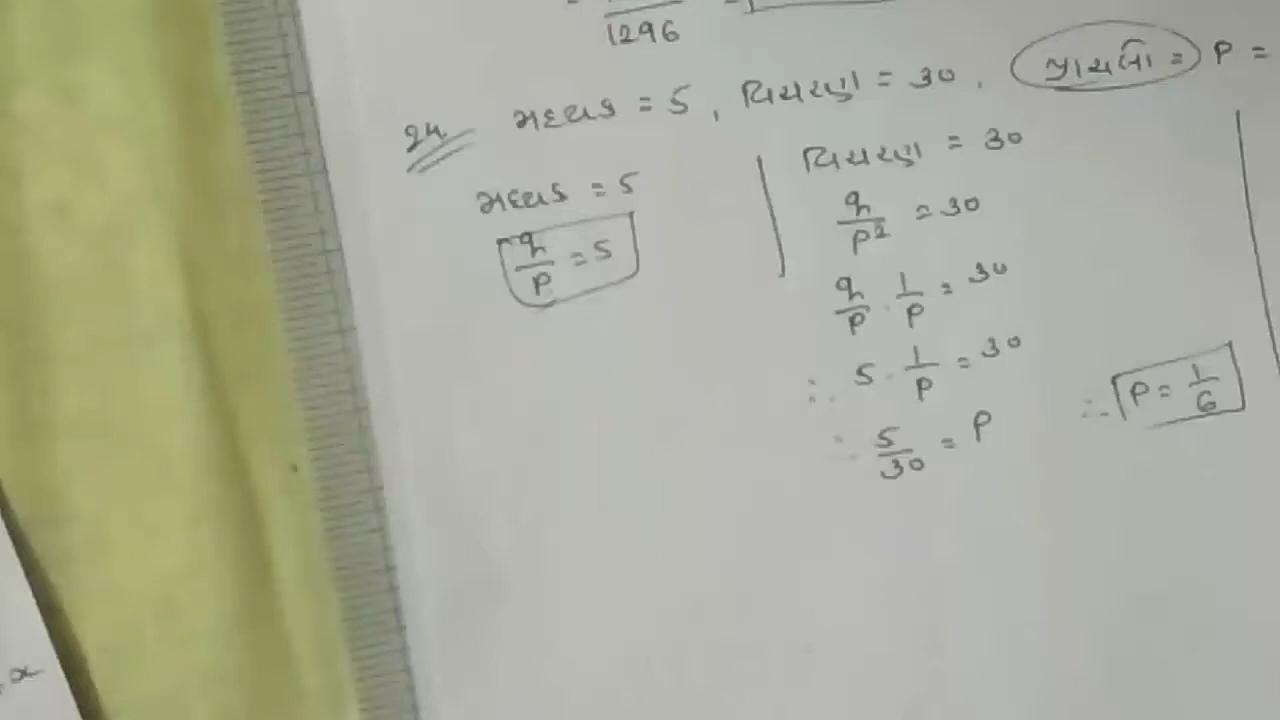 1296
24. મધ્યક = 5, વિચરણ = 30, પ્રાચલો = P =
મધ્યક = 5
q/P = 5
વિચરણ = 30
q/P² = 30
q/P . 1/P = 30
∴ 5 . 1/P = 30
∴ 5/30 = P
∴ P = 1/6
x